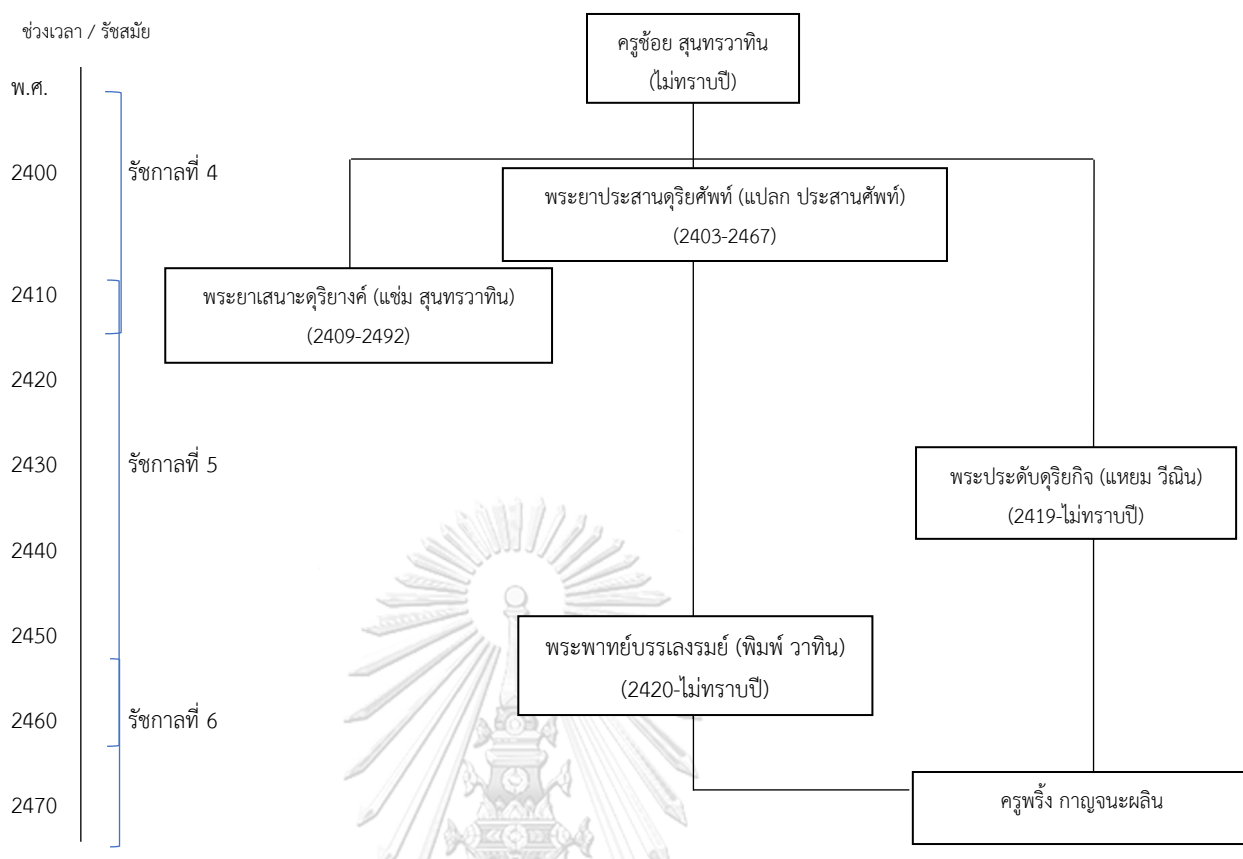 ช่วงเวลา / รัชสมัย
ครูช้อย สุนทรวาทิน
(ไม่ทราบปี)
พ.ศ.
2400
รัชกาลที่ 4
พระยาประสานดุริยศัพท์ (แปลก ประสานศัพท์)
(2403-2467)
2410
พระยาเสนาะดุริยางค์ (แช่ม สุนทรวาทิน)
(2409-2492)
2420
2430
รัชกาลที่ 5
พระประดับดุริยกิจ (แหยม วีณิน)
(2419-ไม่ทราบปี)
2440
2450
พระพาทย์บรรเลงรมย์ (พิมพ์ วาทิน)
(2420-ไม่ทราบปี)
2460
รัชกาลที่ 6
2470
ครูพริ้ง กาญจนะผลิน